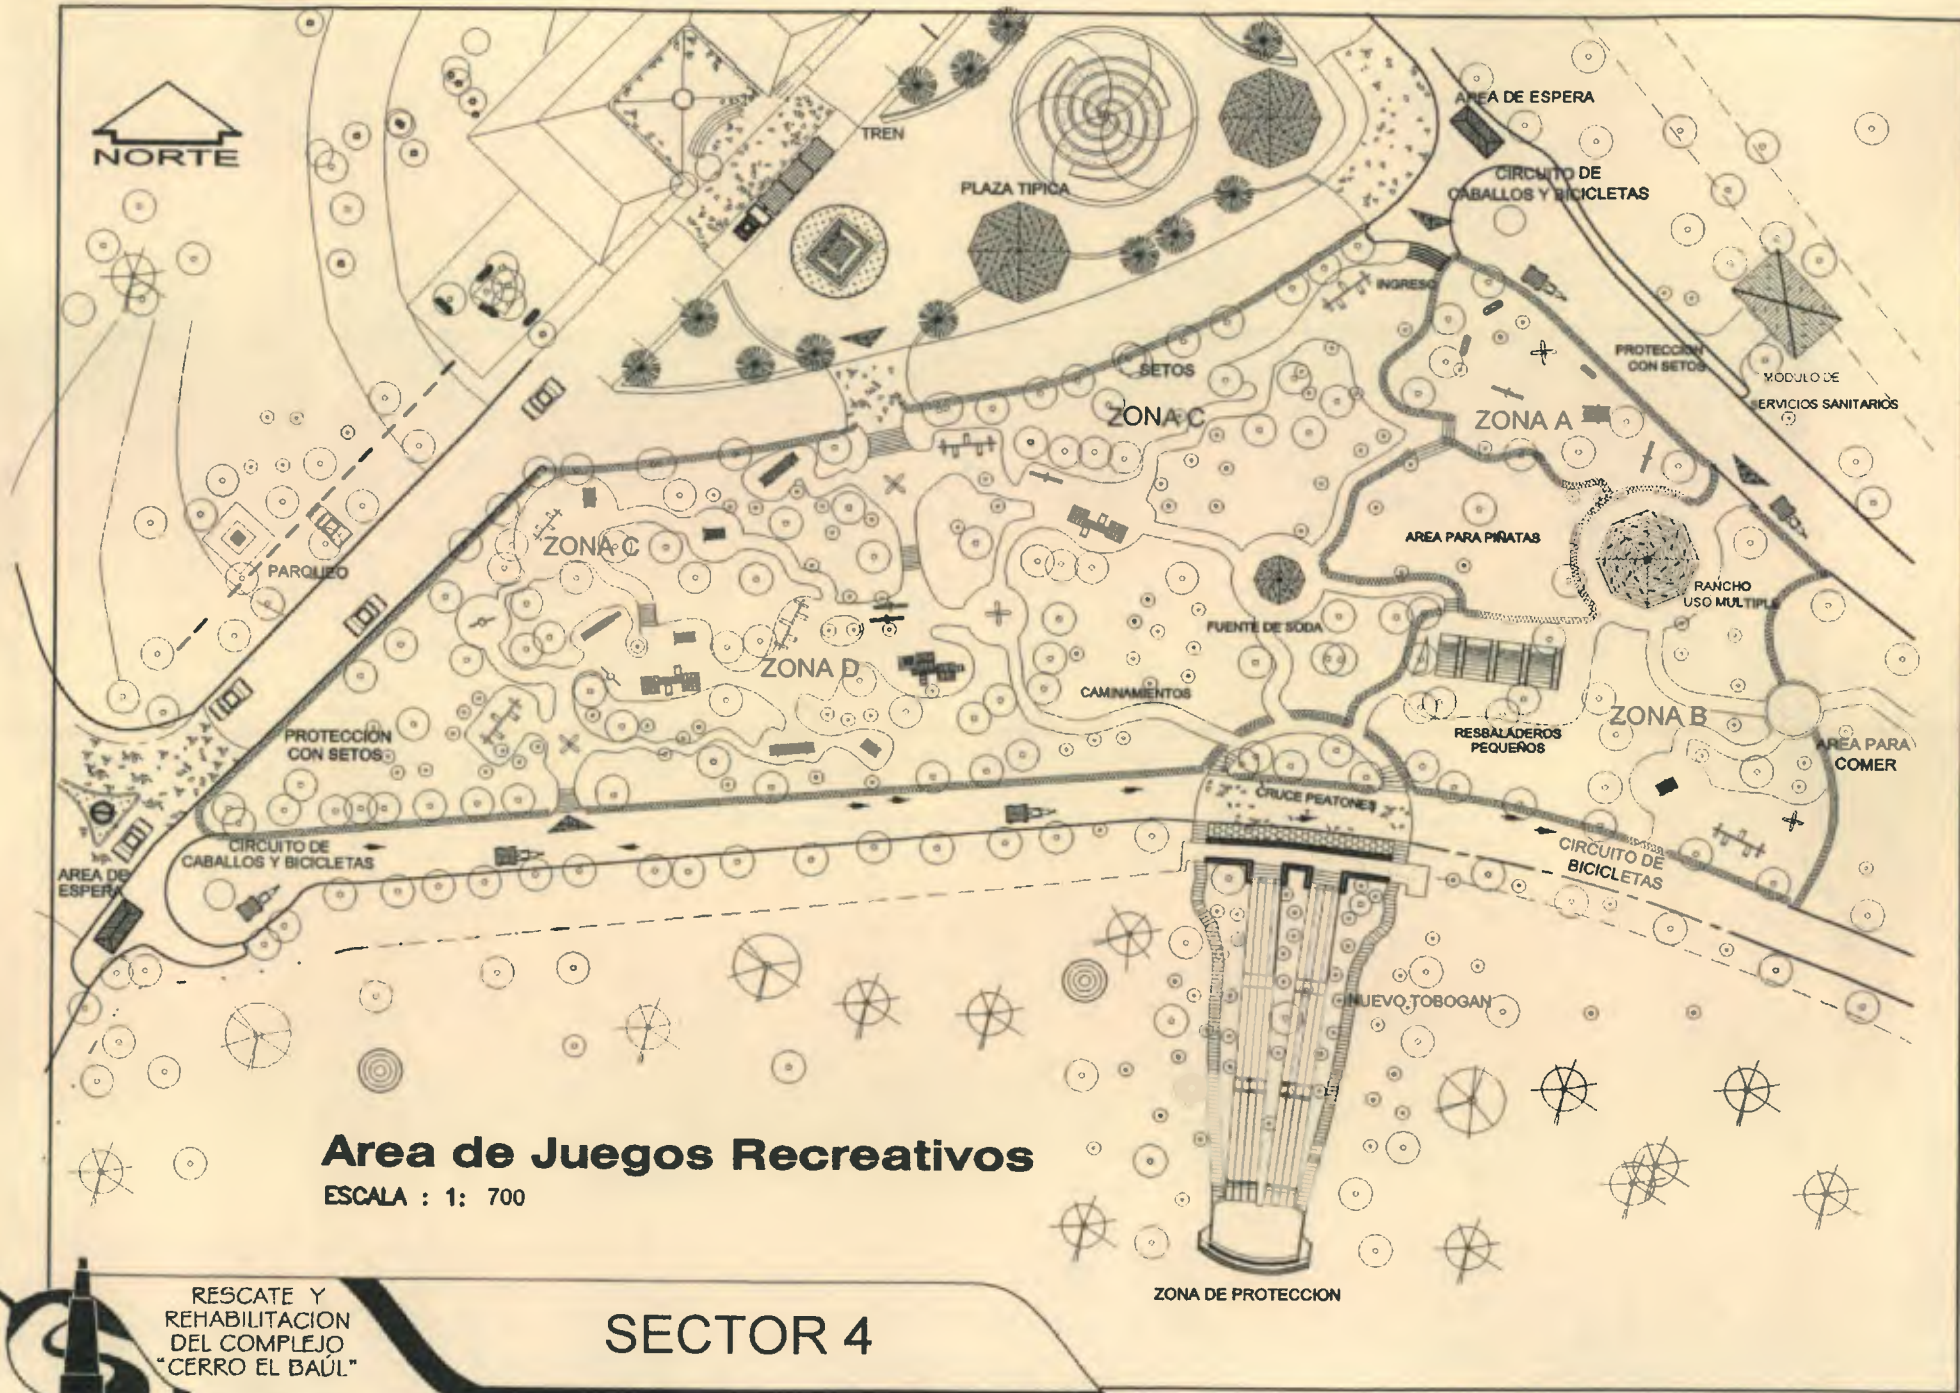 NORTE
TREN
PLAZA TIPICA
AREA DE ESPERA
CIRCUITO DE
CABALLOS Y BICICLETAS
INGRESO
PROTECCION
CON SETOS
MODULO DE
SERVICIOS SANITARIOS
SETOS
ZONA C
ZONA A
AREA PARA PIÑATAS
RANCHO
USO MULTIPLE
ZONA C
PARQUEO
FUENTE DE SODA
ZONA D
CAMINAMIENTOS
ZONA B
RESBALADEROS
PEQUEÑOS
AREA PARA
COMER
PROTECCION
CON SETOS
CRUCE PEATONES
CIRCUITO DE
CABALLOS Y BICICLETAS
AREA DE
ESPERA
CIRCUITO DE
BICICLETAS
NUEVO TOBOGAN
Area de Juegos Recreativos
ESCALA : 1: 700
ZONA DE PROTECCION
RESCATE Y
REHABILITACION
DEL COMPLEJO
"CERRO EL BAÚL"
SECTOR 4